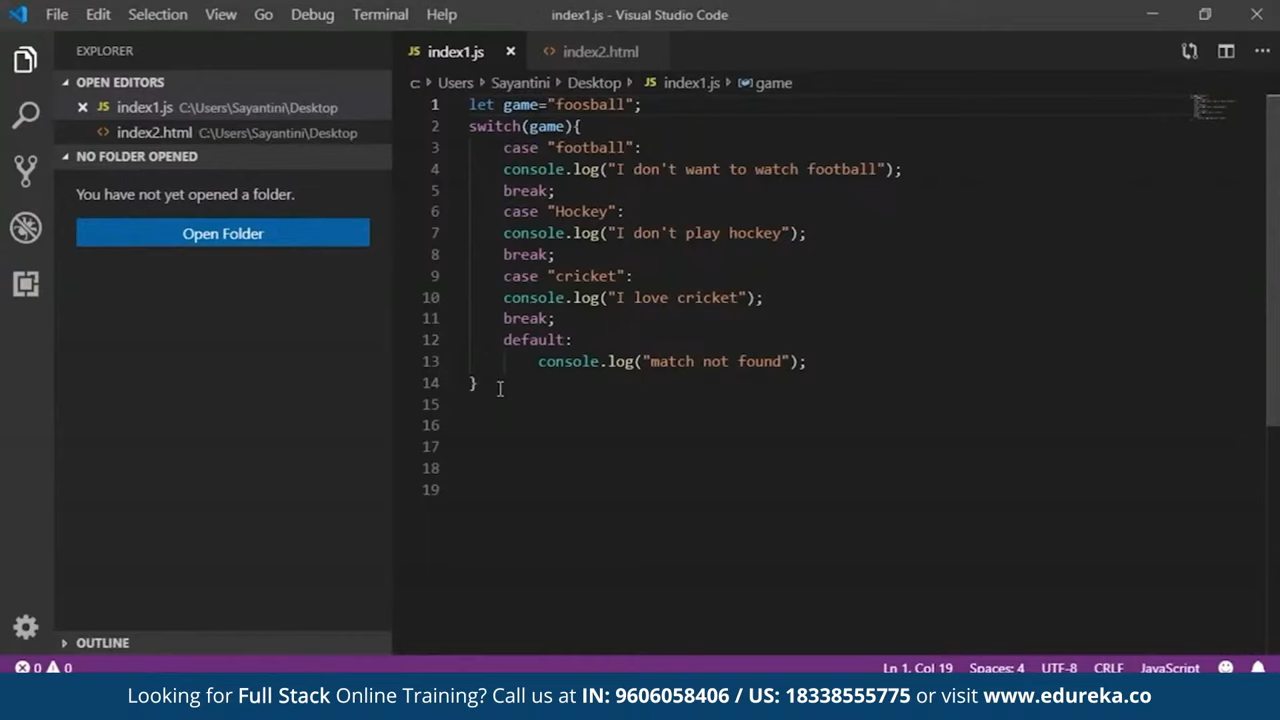 File Edit Selection View Go Debug Terminal Help index1.js - Visual Studio Code
EXPLORER
OPEN EDITORS
JS index1.js C:\Users\Sayantini\Desktop
index2.html C:\Users\Sayantini\Desktop
NO FOLDER OPENED
You have not yet opened a folder.
Open Folder
OUTLINE
JS index1.js index2.html
c Users Sayantini Desktop JS index1.js game
1 let game="foosball";
2 switch(game){
3 case "football":
4 console.log("I don't want to watch football");
5 break;
6 case "Hockey":
7 console.log("I don't play hockey");
8 break;
9 case "cricket":
10 console.log("I love cricket");
11 break;
12 default:
13 console.log("match not found");
14 }
15
16
17
18
19
0 0 Ln 1, Col 19 Spaces: 4 UTF-8 CRLF JavaScript
Looking for Full Stack Online Training? Call us at IN: 9606058406 / US: 18338555775 or visit www.edureka.co